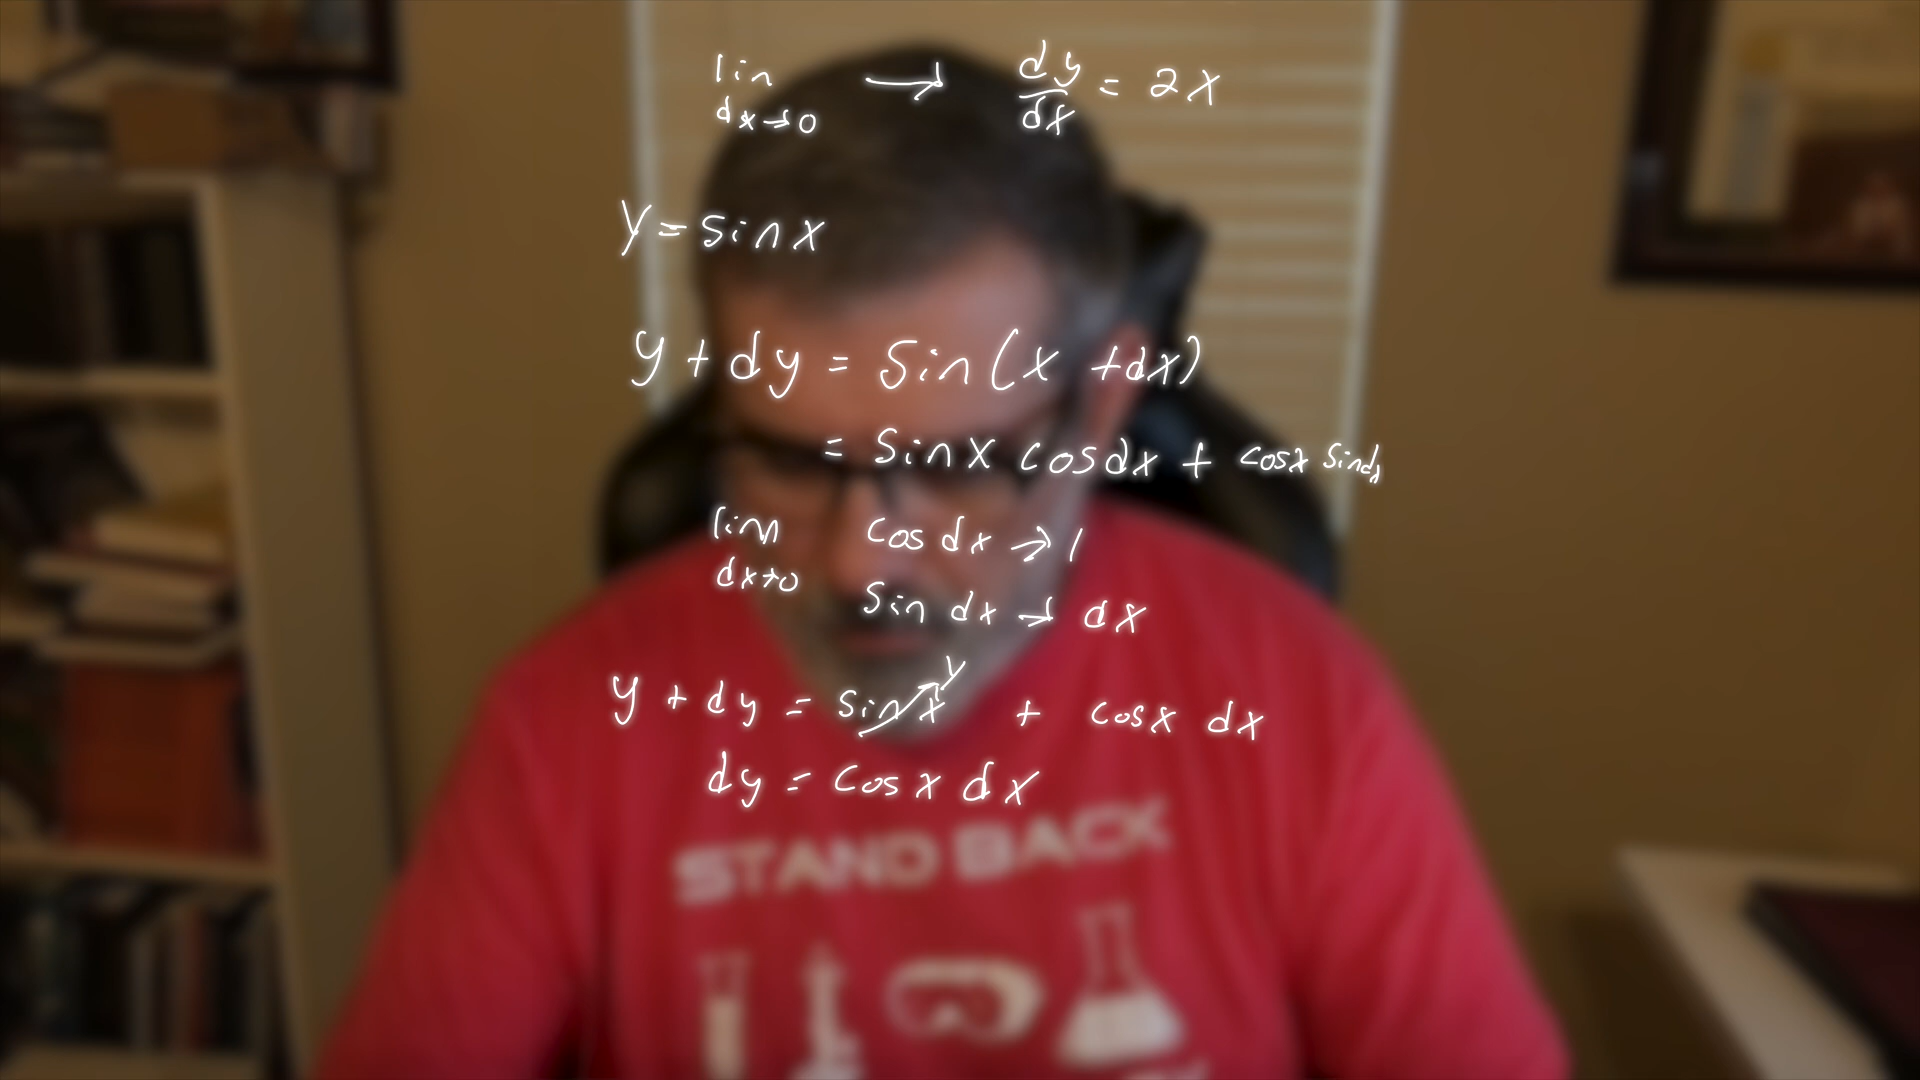 lim → dy/dx = 2x
dx→0
y = sin x
y + dy = sin(x + dx)
= sin x cos dx + cos x sin dx
lim cos dx → 1
dx→0 sin dx → dx
y + dy = sin x y + cos x dx
dy = cos x dx
STAND BACK